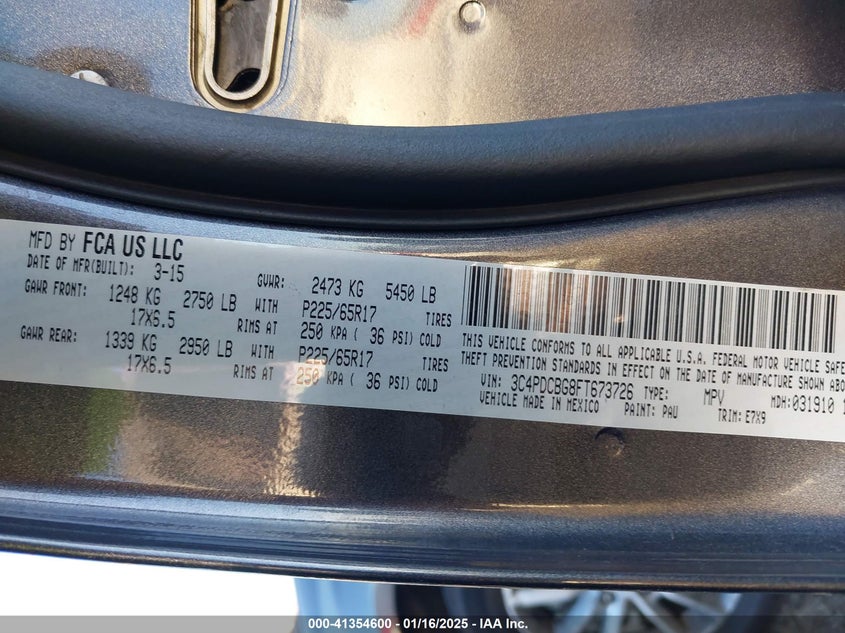 MFD BY FCA US LLC
DATE OF MFR(BUILT): 3-15 GVWR: 2473 KG 5450 LB
GAWR FRONT: 1248 KG 2750 LB WITH P225/65R17 TIRES
17X6.5 RIMS AT 250 KPA ( 36 PSI) COLD
GAWR REAR: 1339 KG 2950 LB WITH P225/65R17 TIRES
17X6.5 RIMS AT 250 KPA ( 36 PSI) COLD
THIS VEHICLE CONFORMS TO ALL APPLICABLE U.S.A. FEDERAL MOTOR VEHICLE SAFE
THEFT PREVENTION STANDARDS IN EFFECT ON THE DATE OF MANUFACTURE SHOWN ABO
VIN: 3C4PDCBG8FT673726 TYPE: MPV MDH: 031910 1
VEHICLE MADE IN MEXICO PAINT: PAU TRIM: E7X9
000-41354600 / 01/16/2025 - IAA Inc.